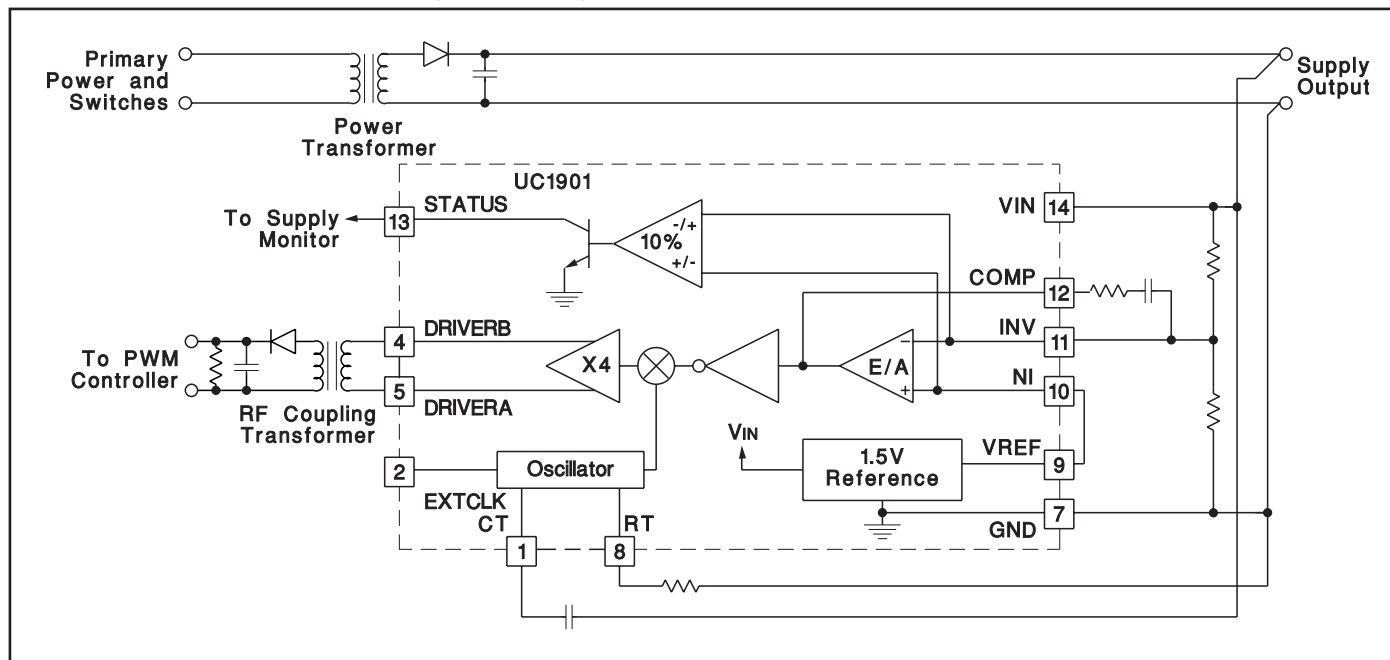 Primary
Power and
Switches
Supply
Output
Power
Transformer
UC1901
STATUS
13
To Supply
Monitor
-/+
10%
+/-
VIN
14
COMP
12
INV
11
NI
10
DRIVERB
4
To PWM
Controller
5
DRIVERA
RF Coupling
Transformer
X4
−
E/A
+
VIN
1.5V
Reference
VREF
9
GND
7
2
EXTCLK
Oscillator
CT
1
RT
8